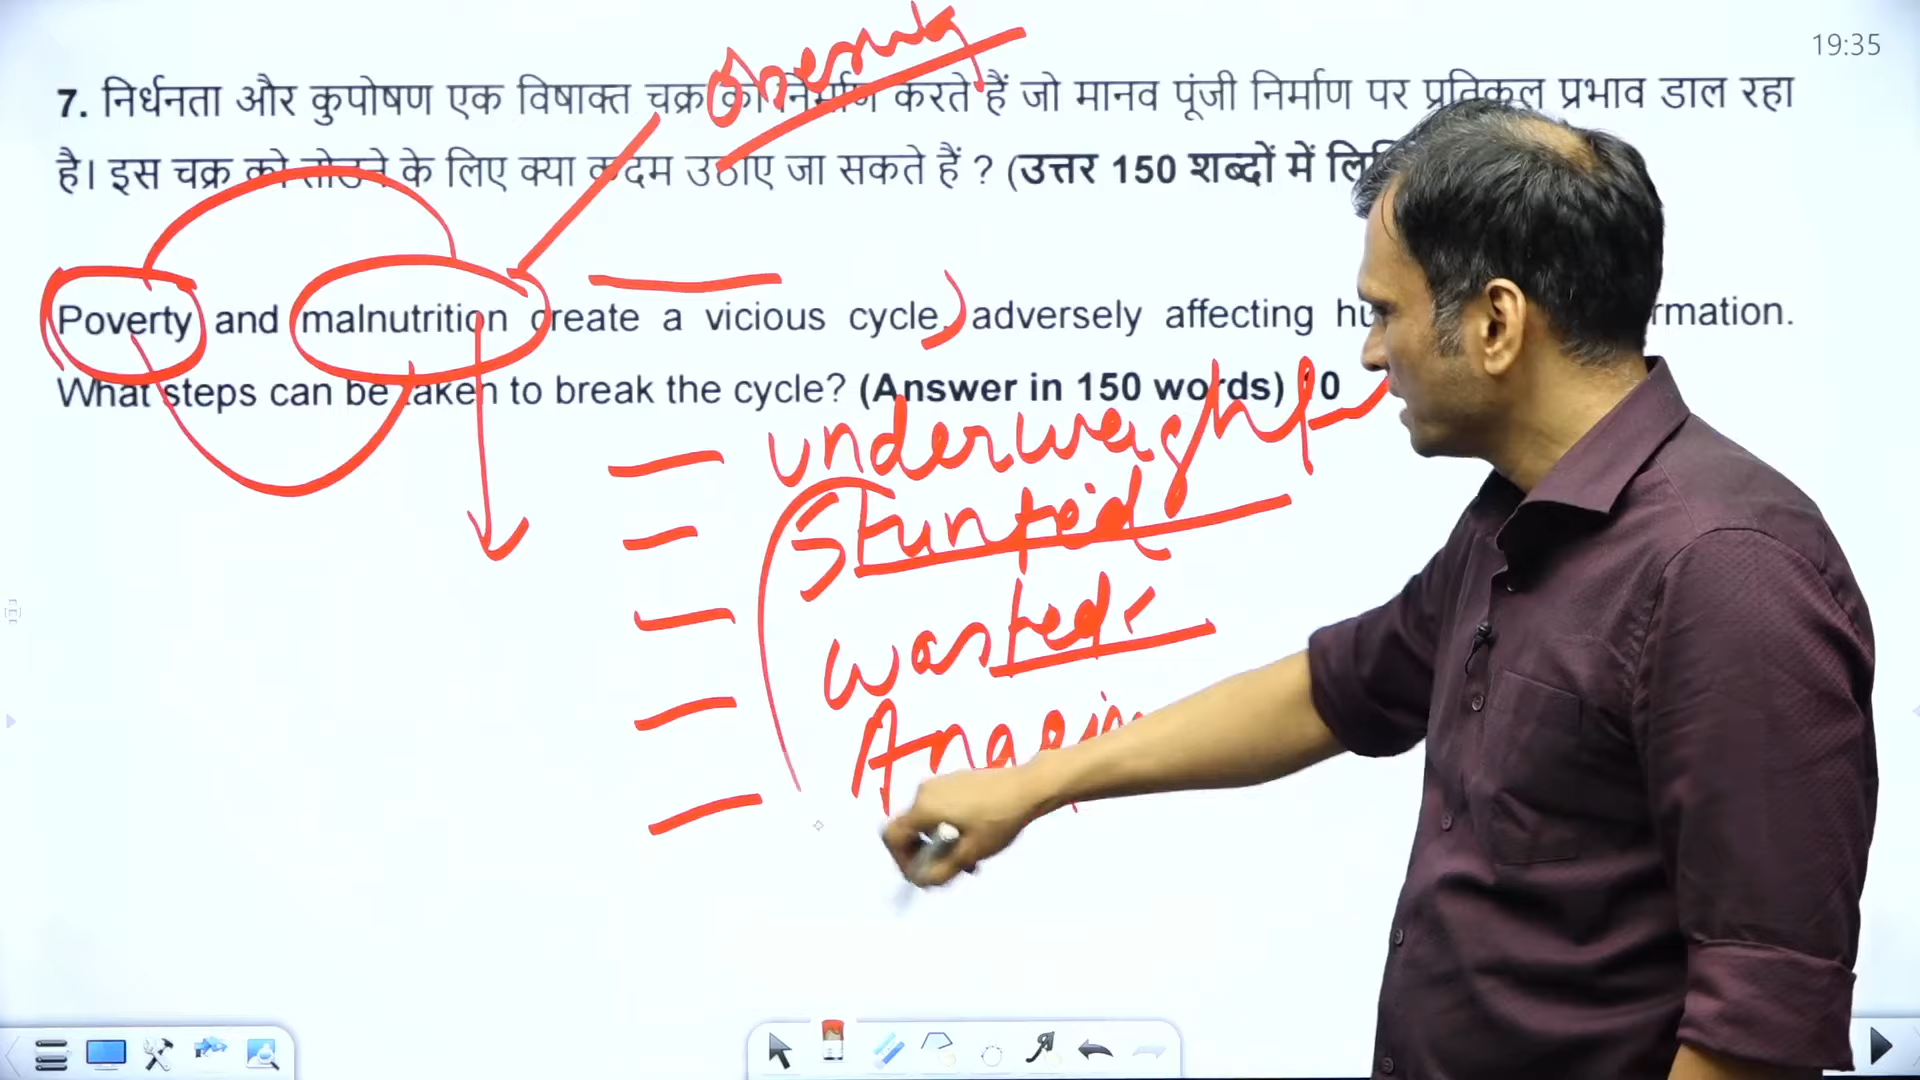 19:35
obesity
7. निर्धनता और कुपोषण एक विषाक्त चक्र का निर्माण करते हैं जो मानव पूंजी निर्माण पर प्रतिकूल प्रभाव डाल रहा
है। इस चक्र को तोडने के लिए क्या कदम उठाए जा सकते हैं ? (उत्तर 150 शब्दों में
Poverty and malnutrition create a vicious cycle, adversely affecting hu rmation.
What steps can be taken to break the cycle? (Answer in 150 words) 10
underweight
Stunted
wasted